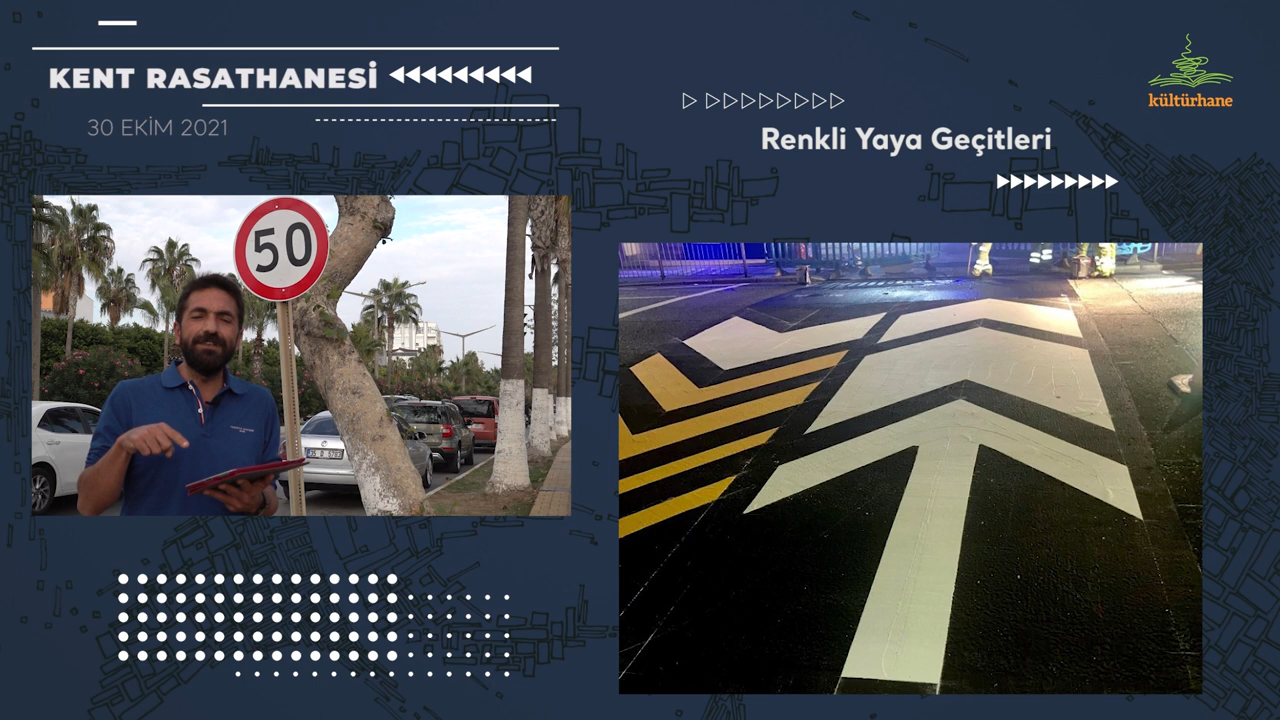 KENT RASATHANESİ
30 EKİM 2021
kültürhane
Renkli Yaya Geçitleri
50